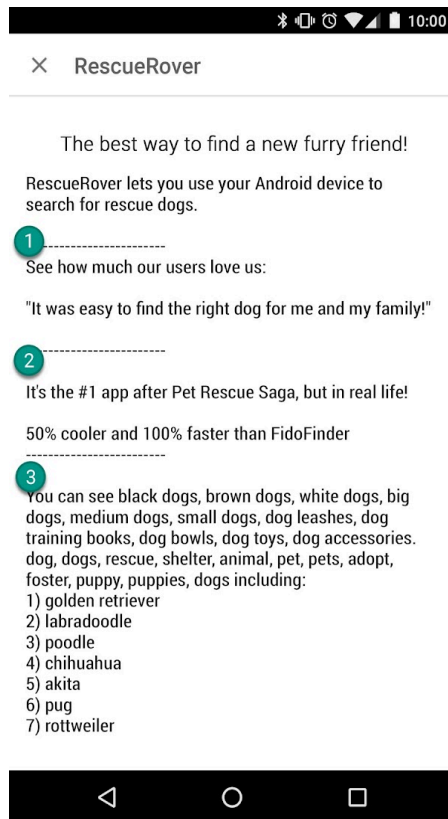 10:00
× RescueRover
The best way to find a new furry friend!
RescueRover lets you use your Android device to
search for rescue dogs.
1
----------------------
See how much our users love us:
"It was easy to find the right dog for me and my family!"
----------------------
2
It's the #1 app after Pet Rescue Saga, but in real life!
50% cooler and 100% faster than FidoFinder
-------------------------
3
You can see black dogs, brown dogs, white dogs, big
dogs, medium dogs, small dogs, dog leashes, dog
training books, dog bowls, dog toys, dog accessories.
dog, dogs, rescue, shelter, animal, pet, pets, adopt,
foster, puppy, puppies, dogs including:
1) golden retriever
2) labradoodle
3) poodle
4) chihuahua
5) akita
6) pug
7) rottweiler